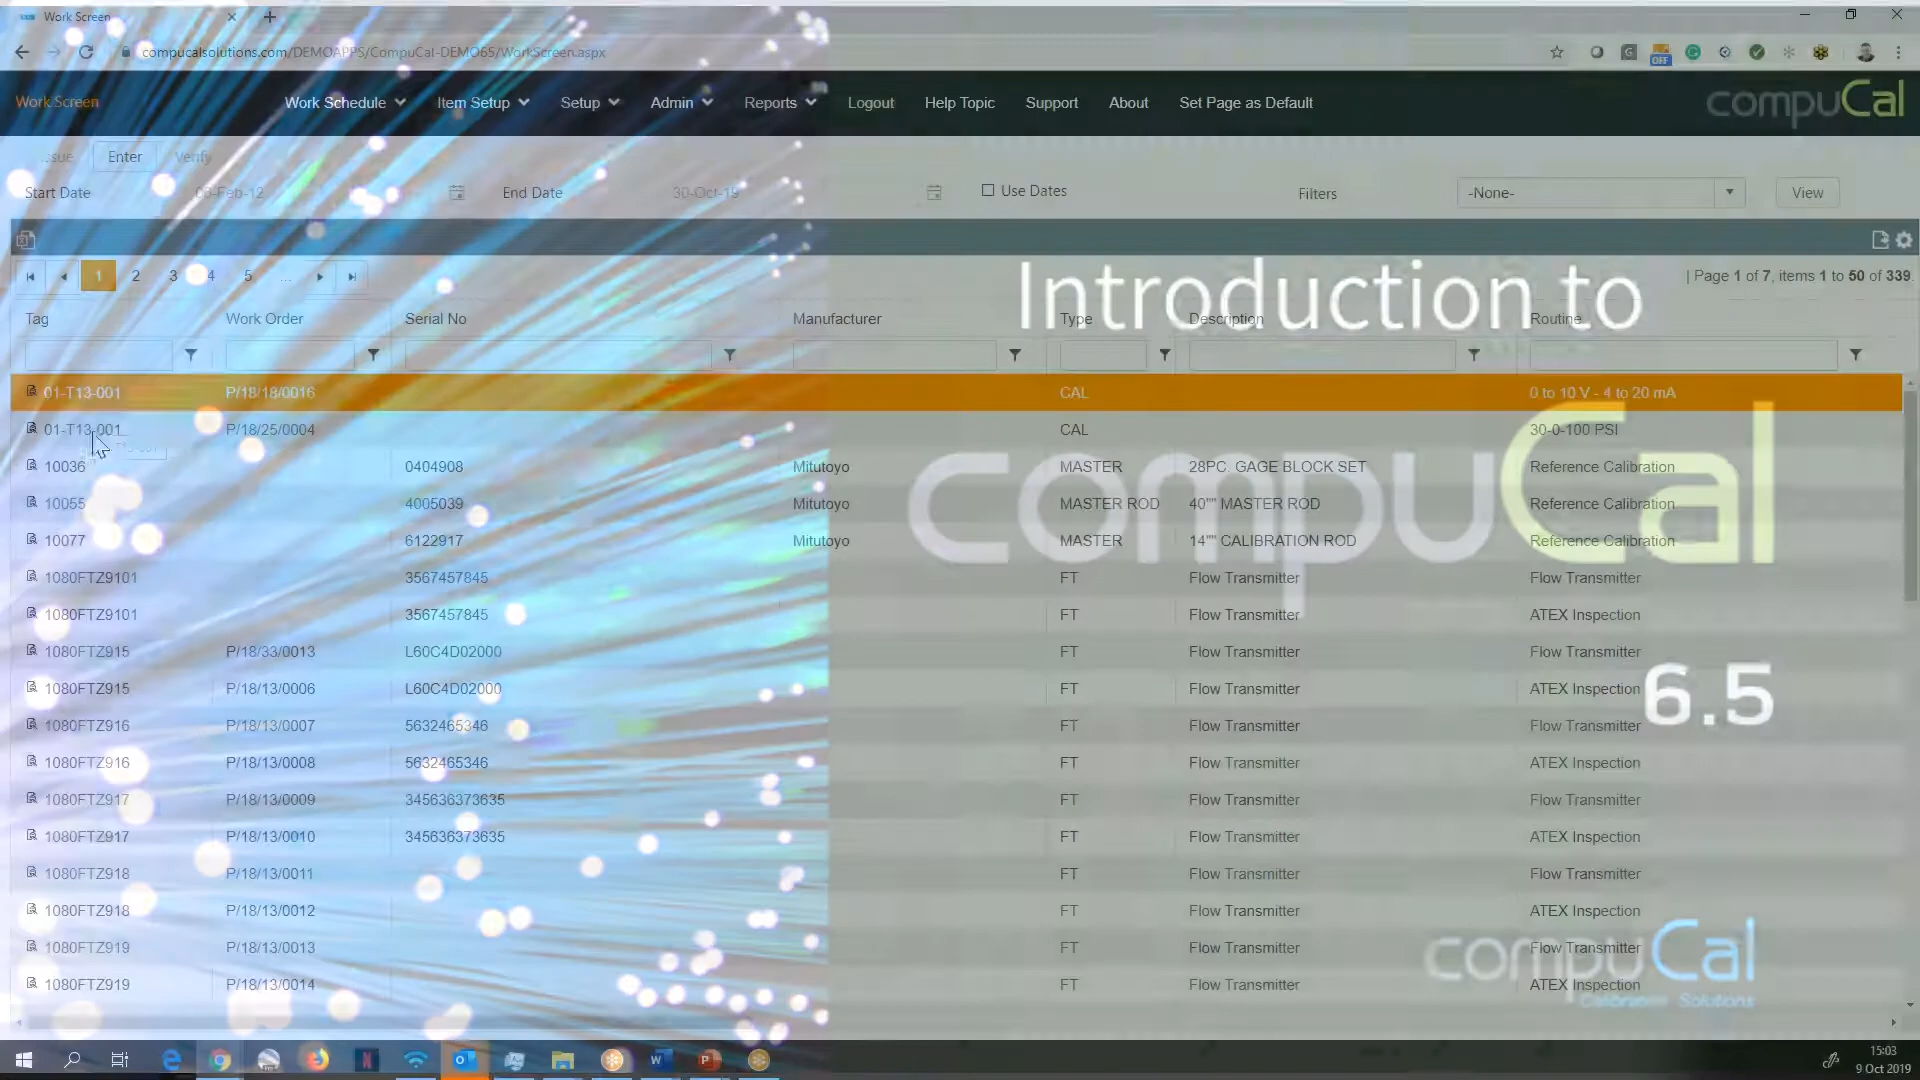 Work Screen
compucalsolutions.com/DEMOAPPS/CompuCal-DEMO65/WorkScreen.aspx
OFF
Work Screen Work Schedule Item Setup Setup Admin Reports Logout Help Topic Support About Set Page as Default compuCal
Enter Verify
Start Date End Date 30-Oct-19 Use Dates Filters -None- View
1 2 3 4 5 ... | Page 1 of 7, items 1 to 50 of 339.
Introduction to
Tag Work Order Serial No Manufacturer Type Description Routine
01-T13-001 P/18/18/0016 CAL 0 to 10 V - 4 to 20 mA
01-T13-001 P/18/25/0004 CAL 30-0-100 PSI
10036 0404908 Mitutoyo MASTER 28PC. GAGE BLOCK SET Reference Calibration
10055 4005039 Mitutoyo MASTER ROD 40"" MASTER ROD Reference Calibration
10077 6122917 Mitutoyo MASTER 14"" CALIBRATION ROD Reference Calibration
compuCal
1080FTZ9101 3567457845 FT Flow Transmitter Flow Transmitter
1080FTZ9101 3567457845 FT Flow Transmitter ATEX Inspection
1080FTZ915 P/18/33/0013 L60C4D02000 FT Flow Transmitter Flow Transmitter
1080FTZ915 P/18/13/0006 L60C4D02000 FT Flow Transmitter ATEX Inspection
6.5
1080FTZ916 P/18/13/0007 5632465346 FT Flow Transmitter Flow Transmitter
1080FTZ916 P/18/13/0008 5632465346 FT Flow Transmitter ATEX Inspection
1080FTZ917 P/18/13/0009 345636373635 FT Flow Transmitter Flow Transmitter
1080FTZ917 P/18/13/0010 345636373635 FT Flow Transmitter ATEX Inspection
1080FTZ918 P/18/13/0011 FT Flow Transmitter Flow Transmitter
1080FTZ918 P/18/13/0012 FT Flow Transmitter ATEX Inspection
1080FTZ919 P/18/13/0013 FT Flow Transmitter Flow Transmitter
1080FTZ919 P/18/13/0014 FT Flow Transmitter ATEX Inspection
compuCal
Calibration Solutions
15:03
9 Oct 2019